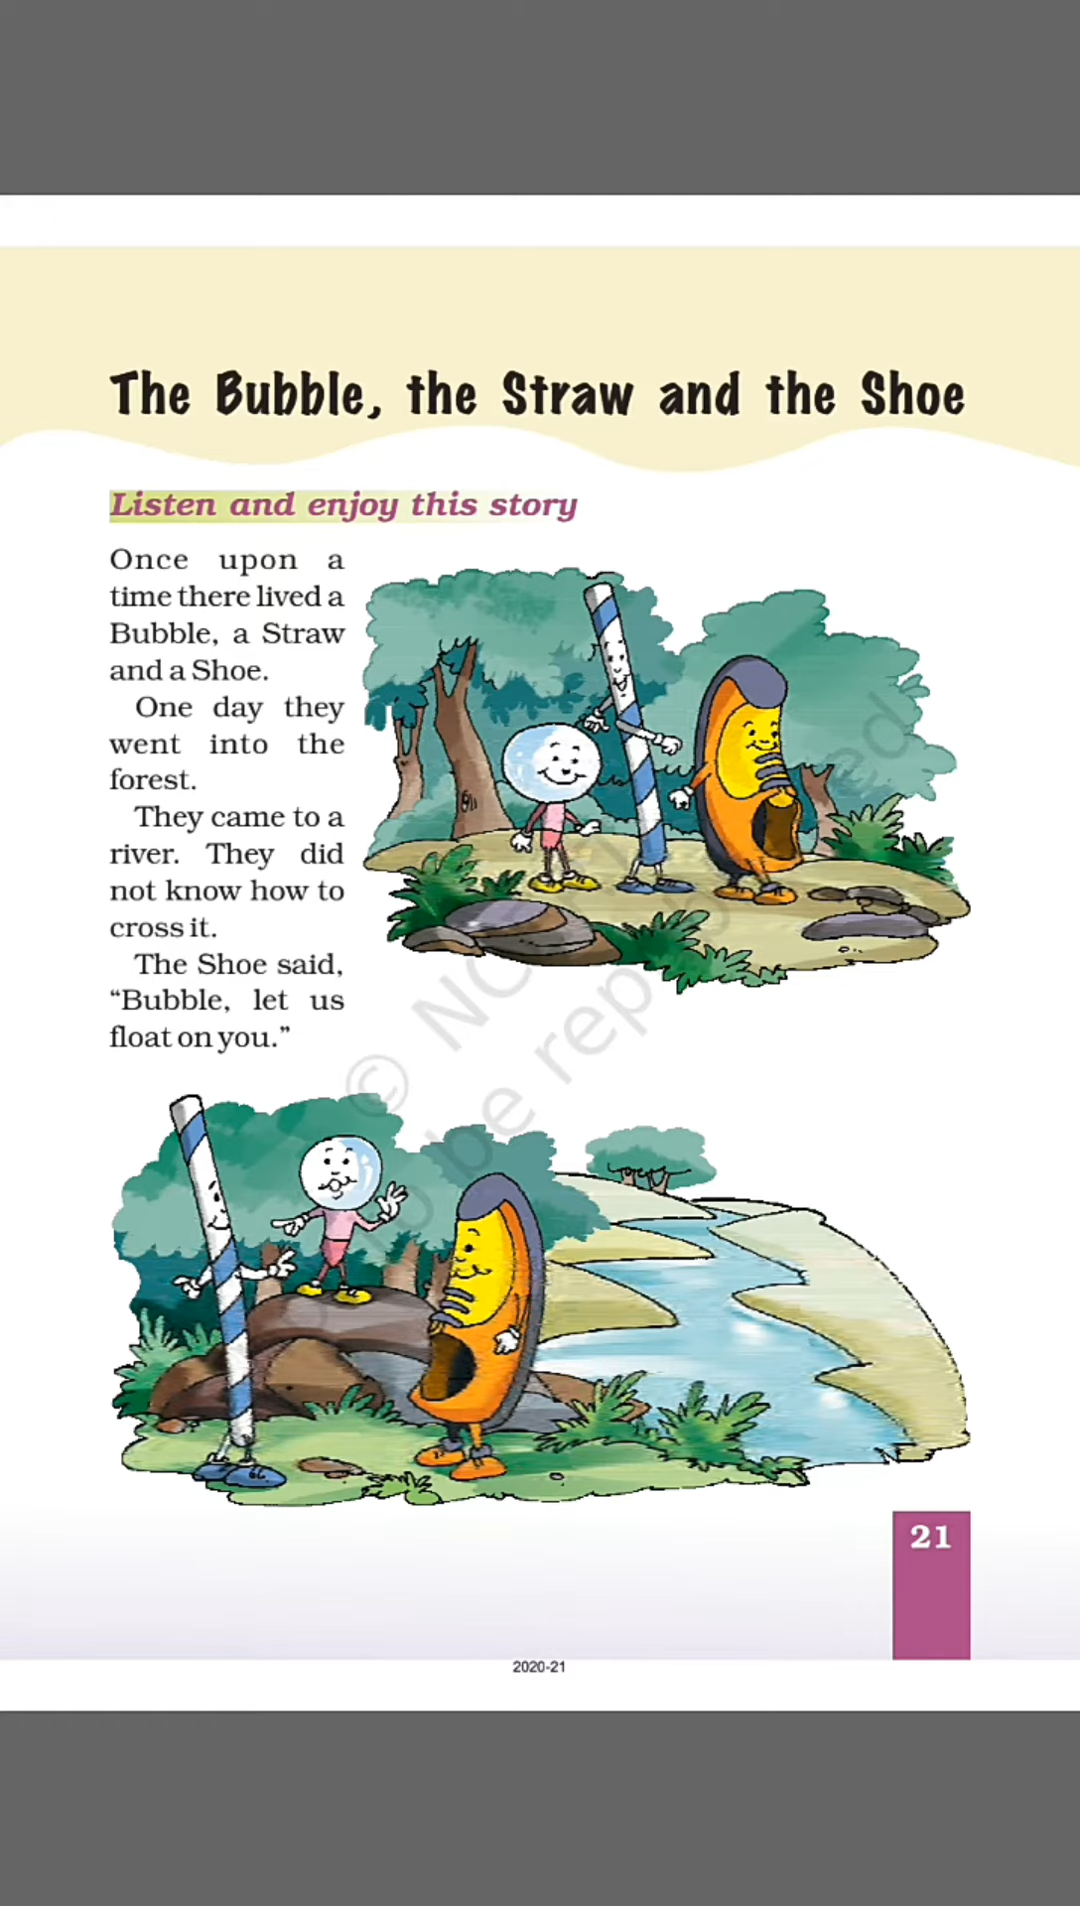 The Bubble, the Straw and the Shoe
Listen and enjoy this story
Once upon a
time there lived a
Bubble, a Straw
and a Shoe.
One day they
went into the
forest.
They came to a
river. They did
not know how to
cross it.
The Shoe said,
“Bubble, let us
float on you.”
21
2020-21